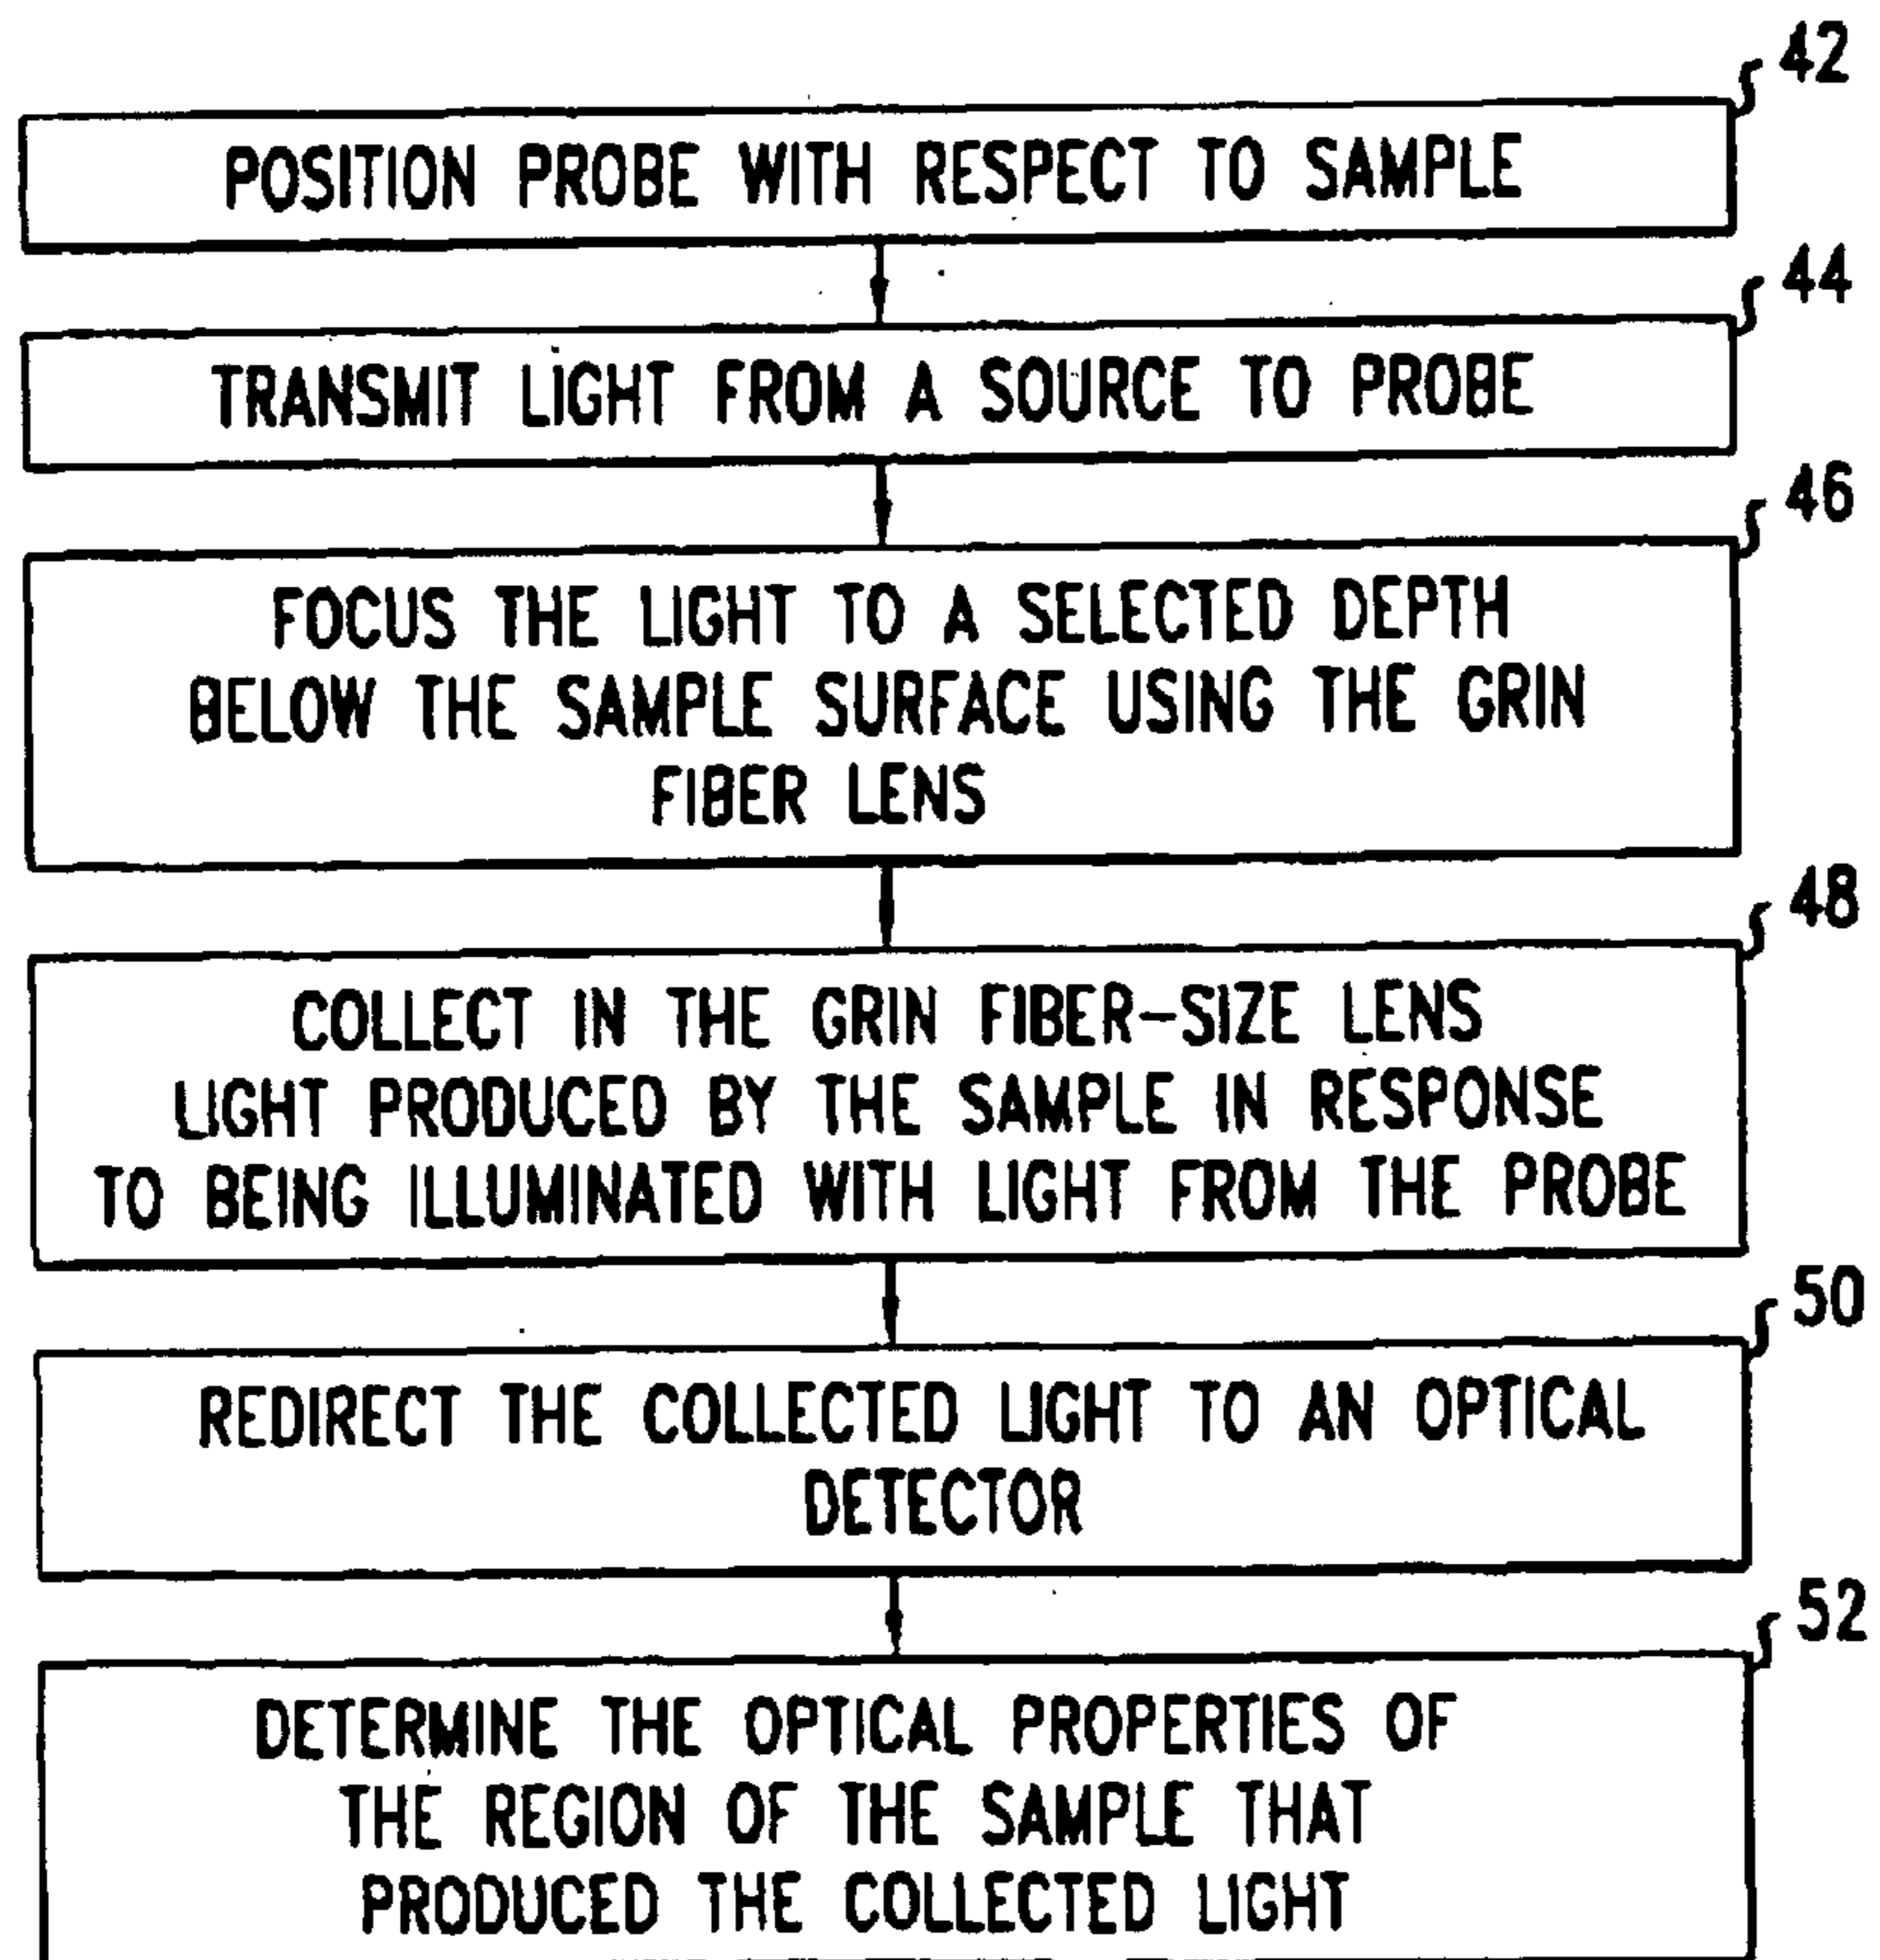 42
POSITION PROBE WITH RESPECT TO SAMPLE
44
TRANSMIT LIGHT FROM A SOURCE TO PROBE
46
FOCUS THE LIGHT TO A SELECTED DEPTH
BELOW THE SAMPLE SURFACE USING THE GRIN
FIBER LENS
48
COLLECT IN THE GRIN FIBER-SIZE LENS
LIGHT PRODUCED BY THE SAMPLE IN RESPONSE
TO BEING ILLUMINATED WITH LIGHT FROM THE PROBE
50
REDIRECT THE COLLECTED LIGHT TO AN OPTICAL
DETECTOR
52
DETERMINE THE OPTICAL PROPERTIES OF
THE REGION OF THE SAMPLE THAT
PRODUCED THE COLLECTED LIGHT